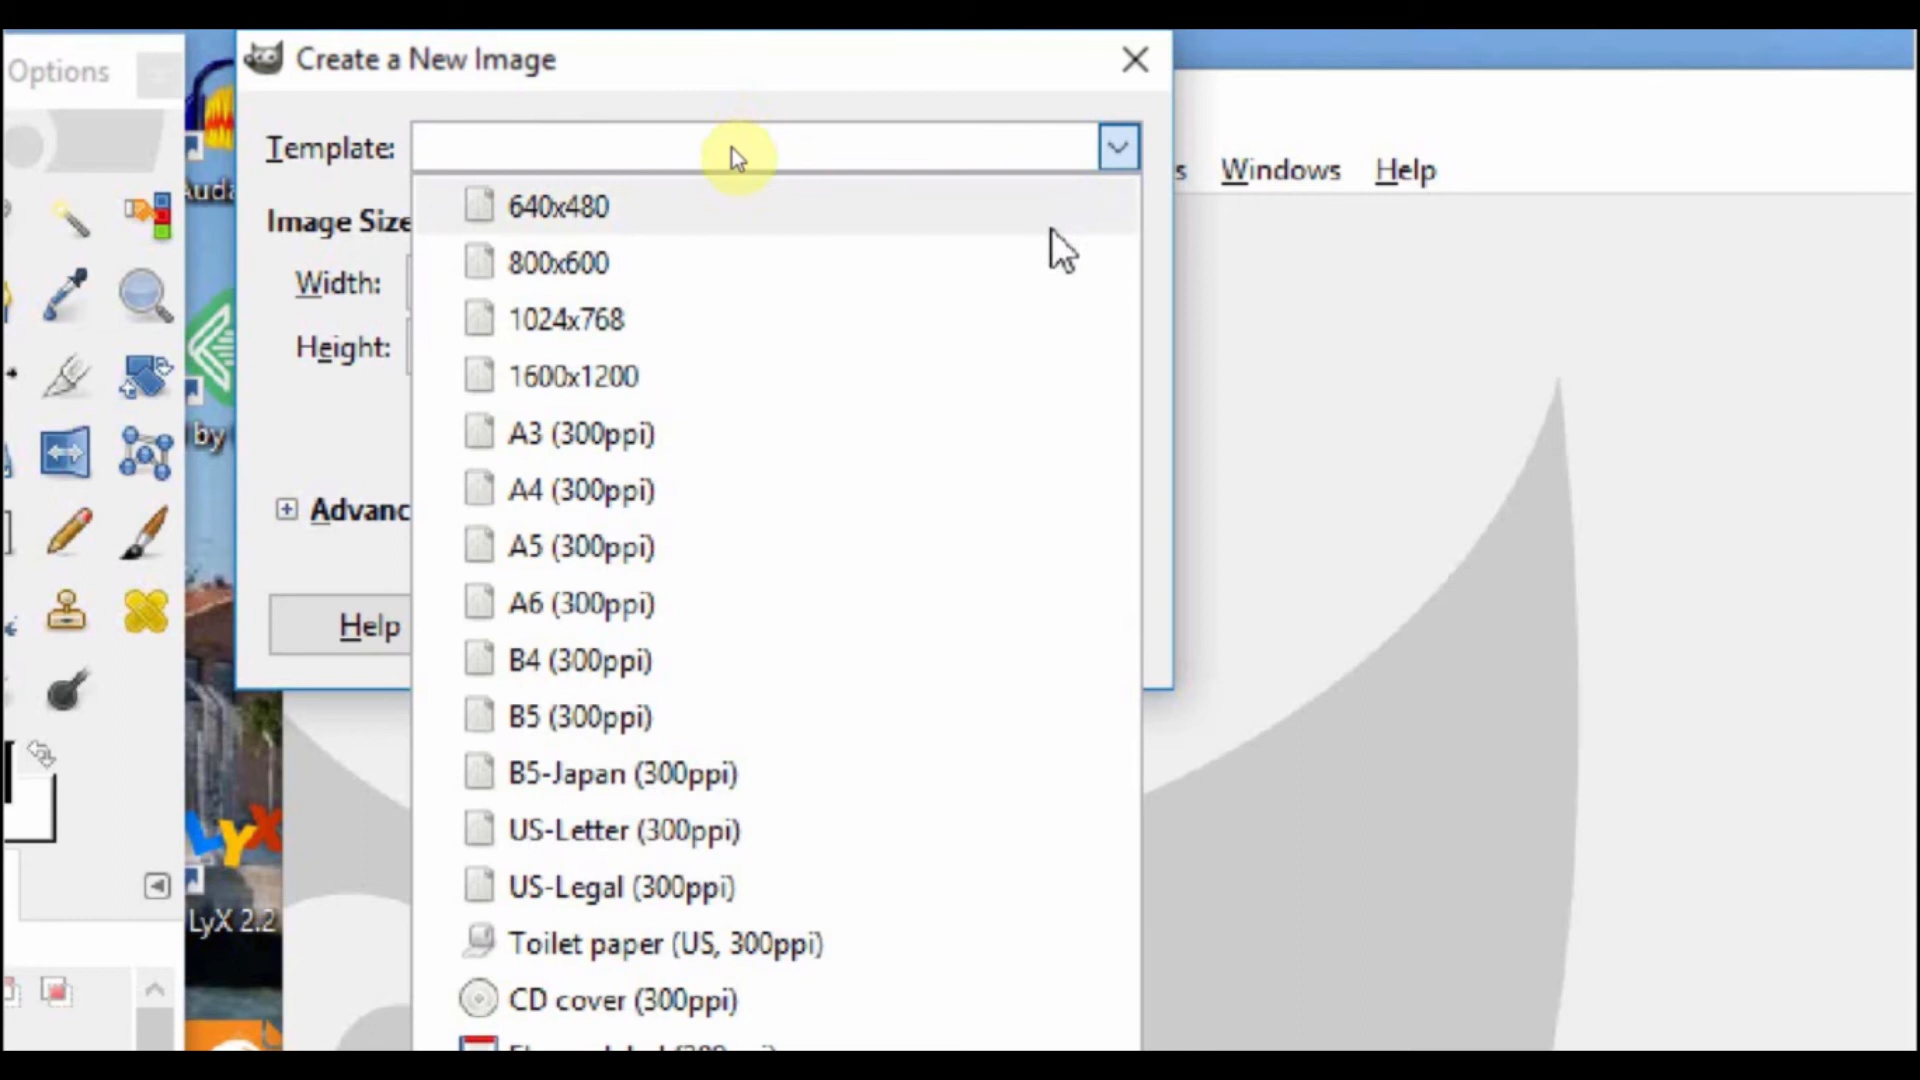 Options
Create a New Image
Template:
Windows Help
640x480
Image Size
800x600
Width:
1024x768
Height:
1600x1200
A3 (300ppi)
by
A4 (300ppi)
Advanc
A5 (300ppi)
A6 (300ppi)
Help
B4 (300ppi)
B5 (300ppi)
B5-Japan (300ppi)
US-Letter (300ppi)
LYX
US-Legal (300ppi)
LyX 2.2
Toilet paper (US, 300ppi)
CD cover (300ppi)